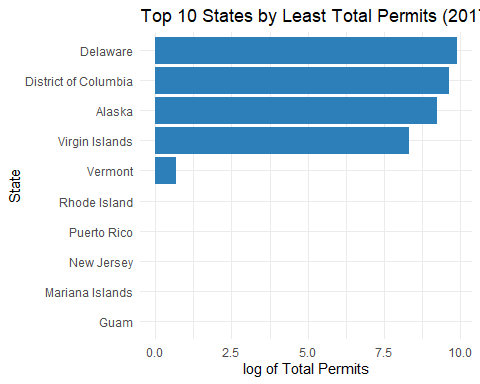 Top 10 States by Least Total Permits (2017
Delaware
District of Columbia
Alaska
Virgin Islands
Vermont
Rhode Island
Puerto Rico
New Jersey
Mariana Islands
Guam
State
0.0 2.5 5.0 7.5 10.0
log of Total Permits